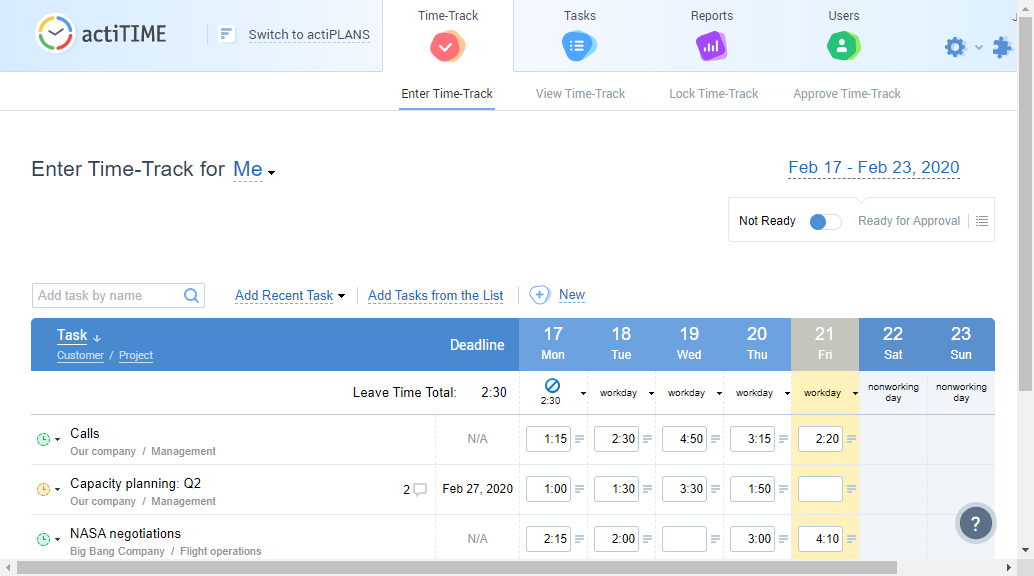 actiTIME
Switch to actiPLANS
Time-Track
Tasks
Reports
Users
Enter Time-Track
View Time-Track
Lock Time-Track
Approve Time-Track
Enter Time-Track for Me
Feb 17 - Feb 23, 2020
Not Ready
Ready for Approval
Add task by name
Add Recent Task
Add Tasks from the List
New
Task
Customer / Project
Deadline
17 Mon
18 Tue
19 Wed
20 Thu
21 Fri
22 Sat
23 Sun
Leave Time Total: 2:30
2:30
workday
workday
workday
workday
nonworking day
nonworking day
Calls
Our company / Management
N/A
1:15
2:30
4:50
3:15
2:20
Capacity planning: Q2
Our company / Management
2
Feb 27, 2020
1:00
1:30
3:30
1:50
NASA negotiations
Big Bang Company / Flight operations
N/A
2:15
2:00
3:00
4:10
?